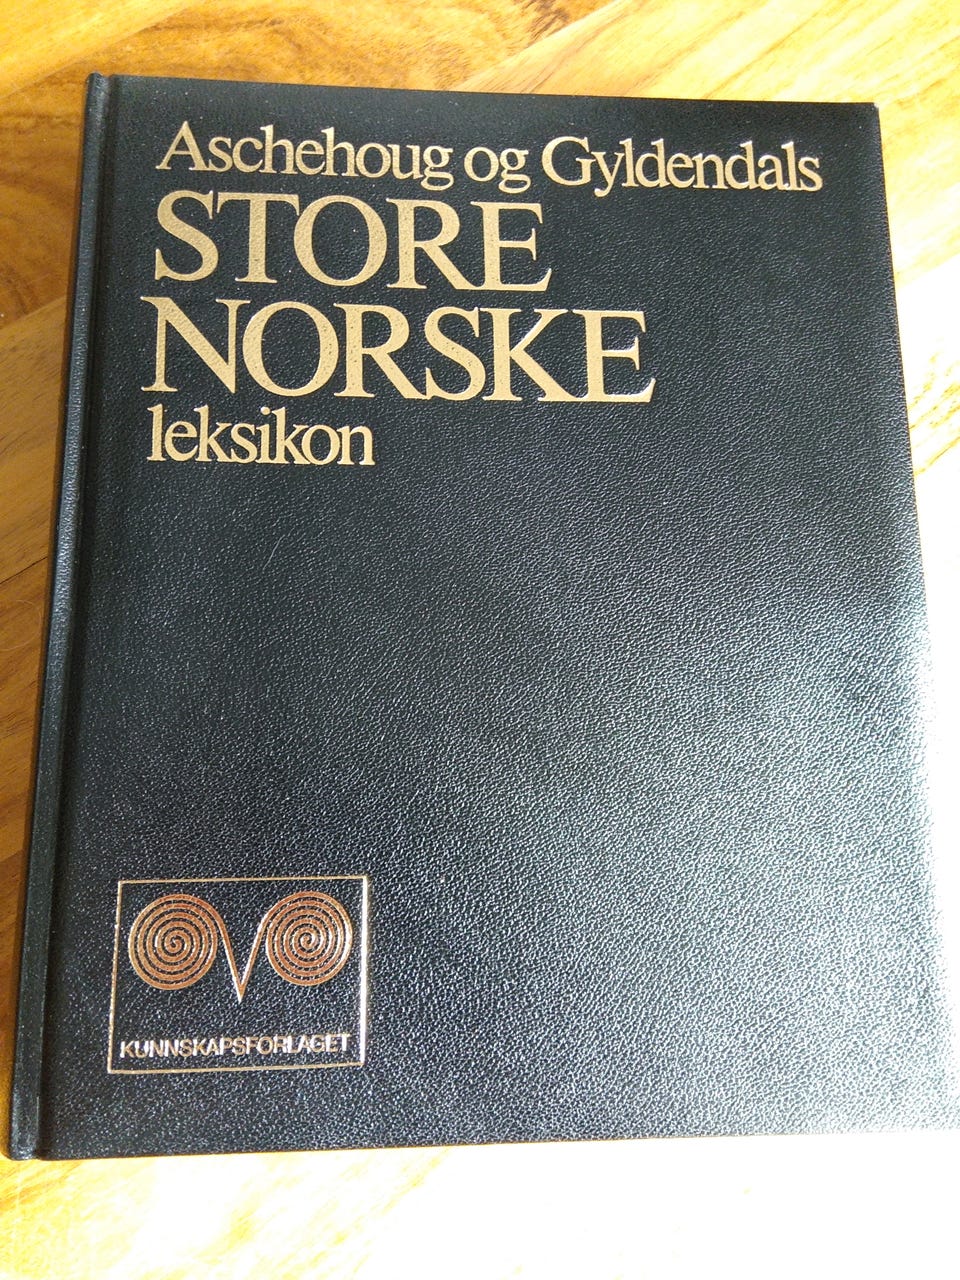 Aschehoug og Gyldendals
STORE
NORSKE
leksikon
KUNNSKAPSFORLAGET